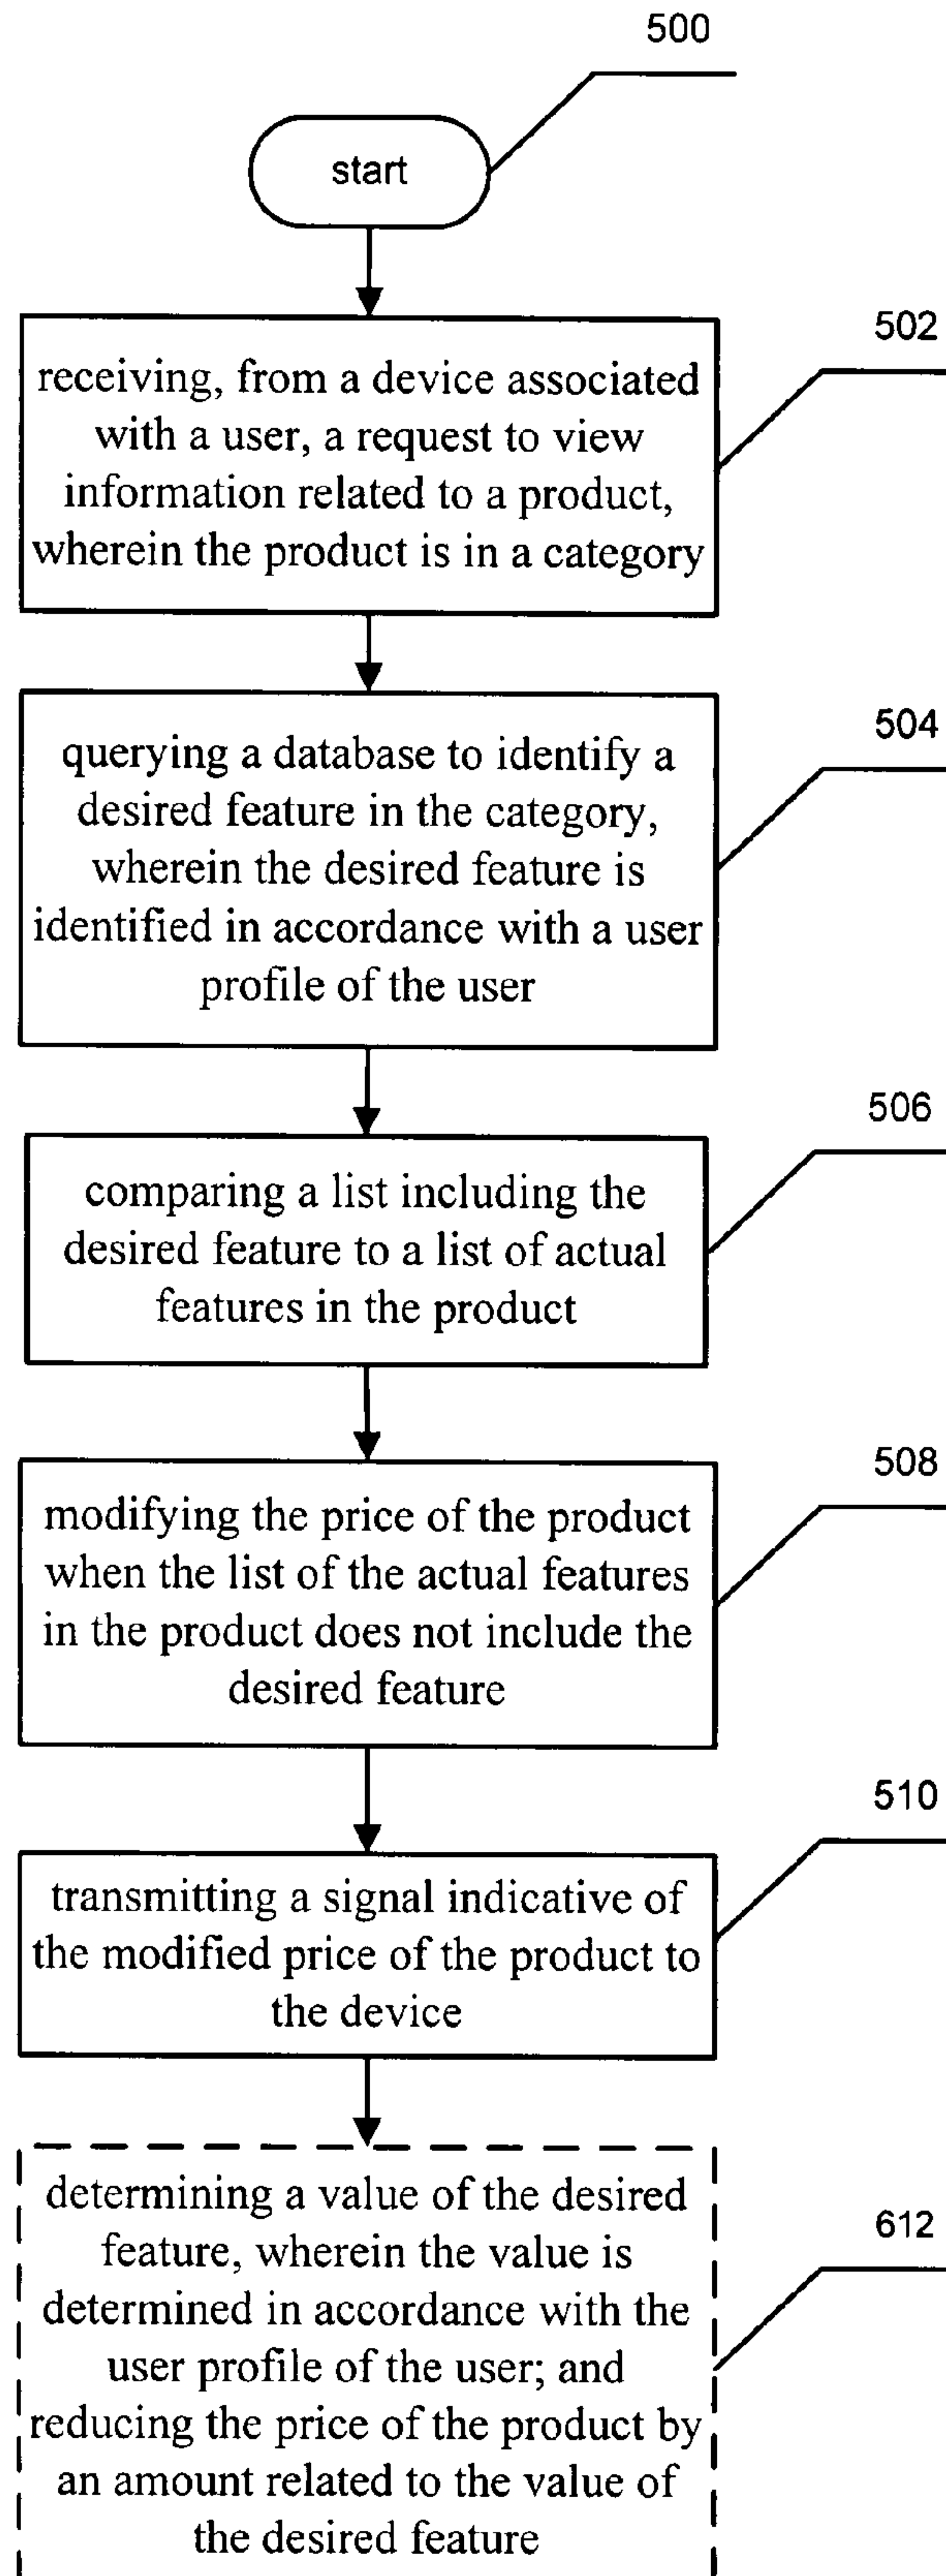 500
start
502
receiving, from a device associated
with a user, a request to view
information related to a product,
wherein the product is in a category
504
querying a database to identify a
desired feature in the category,
wherein the desired feature is
identified in accordance with a user
profile of the user
506
comparing a list including the
desired feature to a list of actual
features in the product
508
modifying the price of the product
when the list of the actual features
in the product does not include the
desired feature
510
transmitting a signal indicative of
the modified price of the product to
the device
612
determining a value of the desired
feature, wherein the value is
determined in accordance with the
user profile of the user; and
reducing the price of the product by
an amount related to the value of
the desired feature